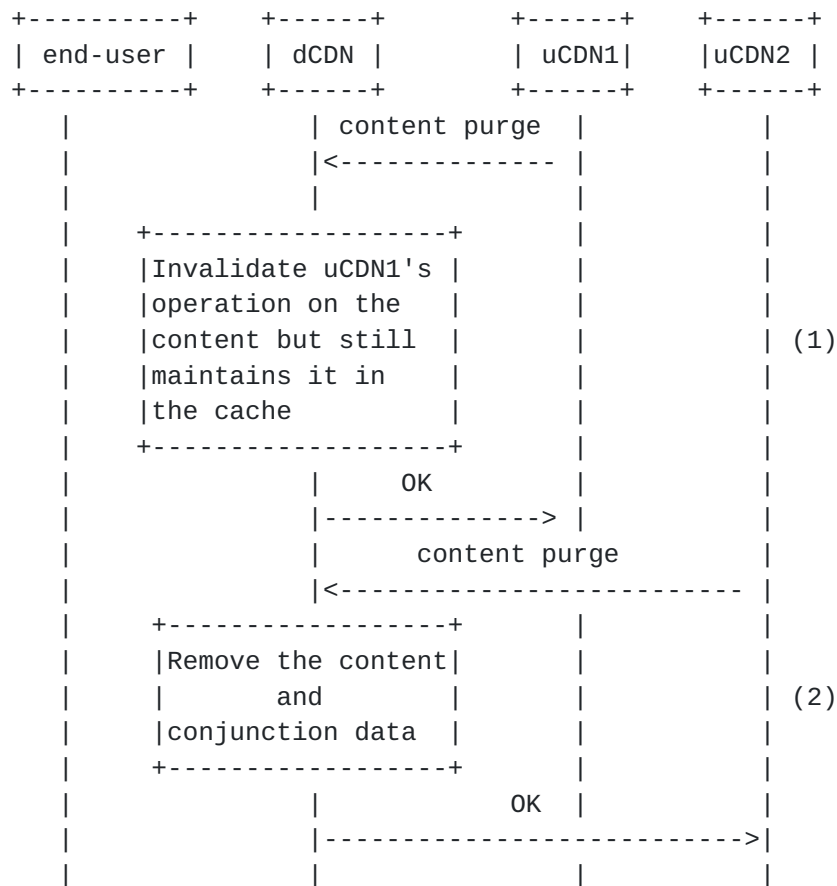 +----------+    +------+        +------+    +------+
| end-user |    | dCDN |        | uCDN1|    |uCDN2 |
+----------+    +------+        +------+    +------+
   |               | content purge  |           |
   |               |<-------------- |           |
   |               |                |           |
   |    +-------------------+       |           |
   |    |Invalidate uCDN1's |       |           |
   |    |operation on the   |       |           |
   |    |content but still  |       |           | (1)
   |    |maintains it in    |       |           |
   |    |the cache          |       |           |
   |    +-------------------+       |           |
   |               |     OK         |           |
   |               |--------------> |           |
   |               |      content purge         |
   |               |<-------------------------- |
   |     +------------------+       |           |
   |     |Remove the content|       |           |
   |     |       and        |       |           | (2)
   |     |conjunction data  |       |           |
   |     +------------------+       |           |
   |               |            OK  |           |
   |               |--------------------------->|
   |               |                |           |